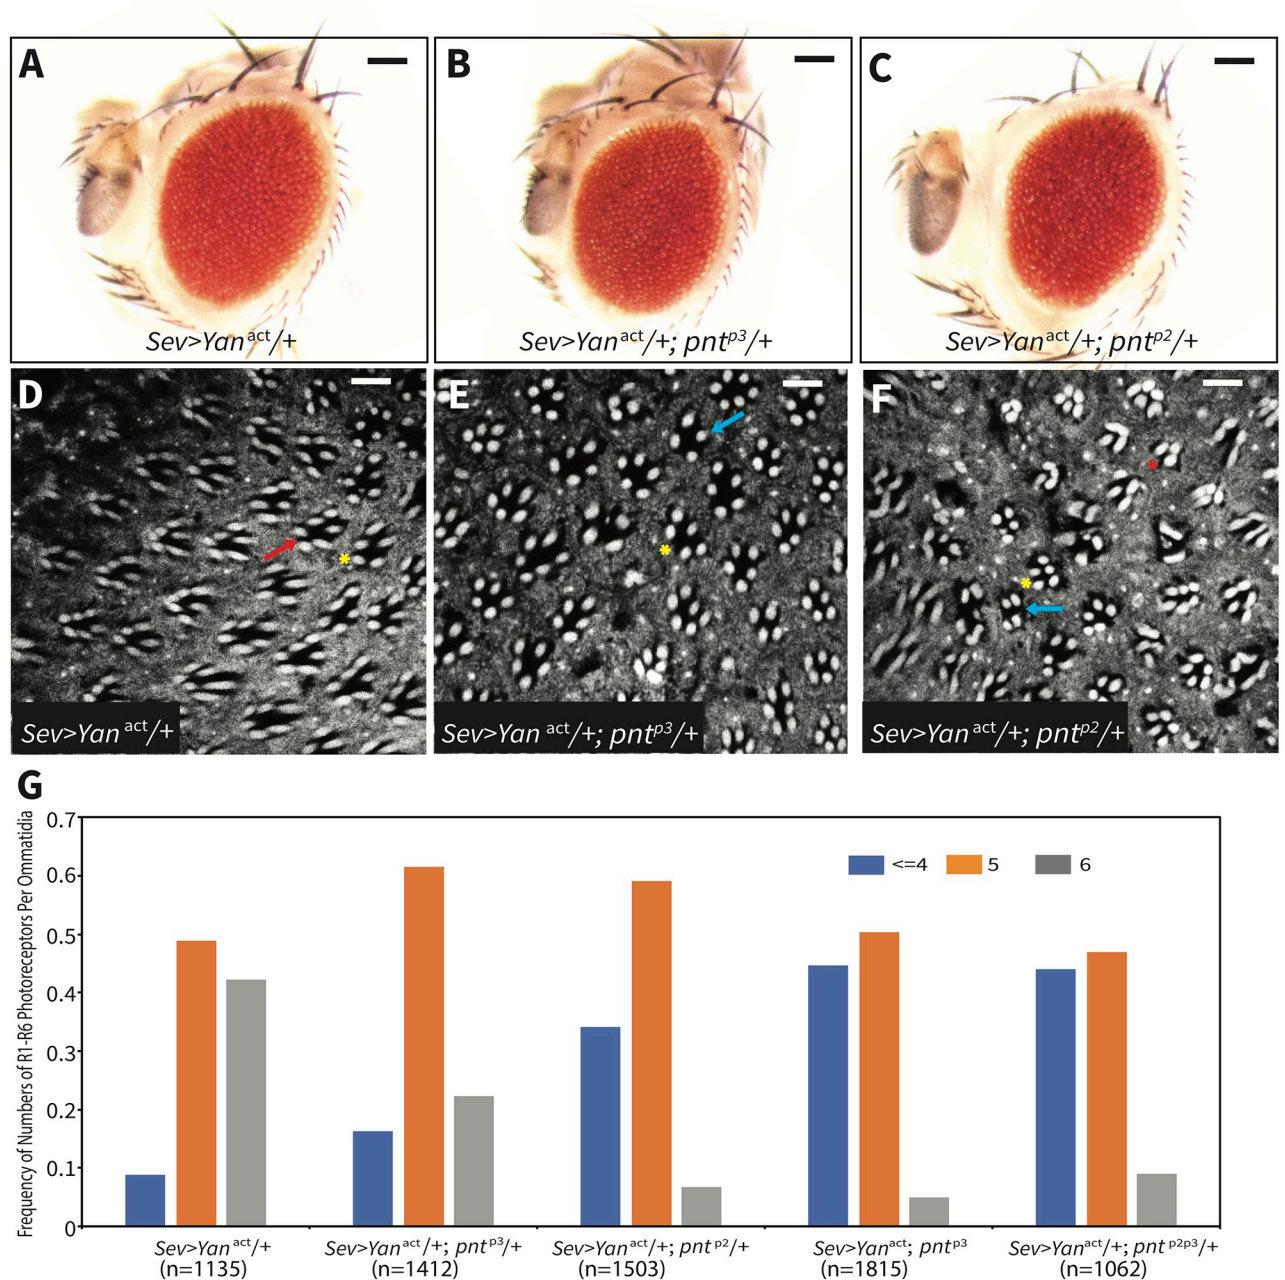 A
B
C
Sev>Yan act/+
Sev>Yan act/+; pnt p3/+
Sev>Yan act/+; pnt p2/+
D
E
F
Sev>Yan act/+
Sev>Yan act/+; pnt p3/+
Sev>Yan act/+; pnt p2/+
G
Frequency of Numbers of R1-R6 Photoreceptors Per Ommatidia
0.7
0.6
0.5
0.4
0.3
0.2
0.1
0
<=4
5
6
Sev>Yan act/+
(n=1135)
Sev>Yan act/+; pnt p3/+
(n=1412)
Sev>Yan act/+; pnt p2/+
(n=1503)
Sev>Yan act; pnt p3
(n=1815)
Sev>Yan act/+; pnt p2p3/+
(n=1062)